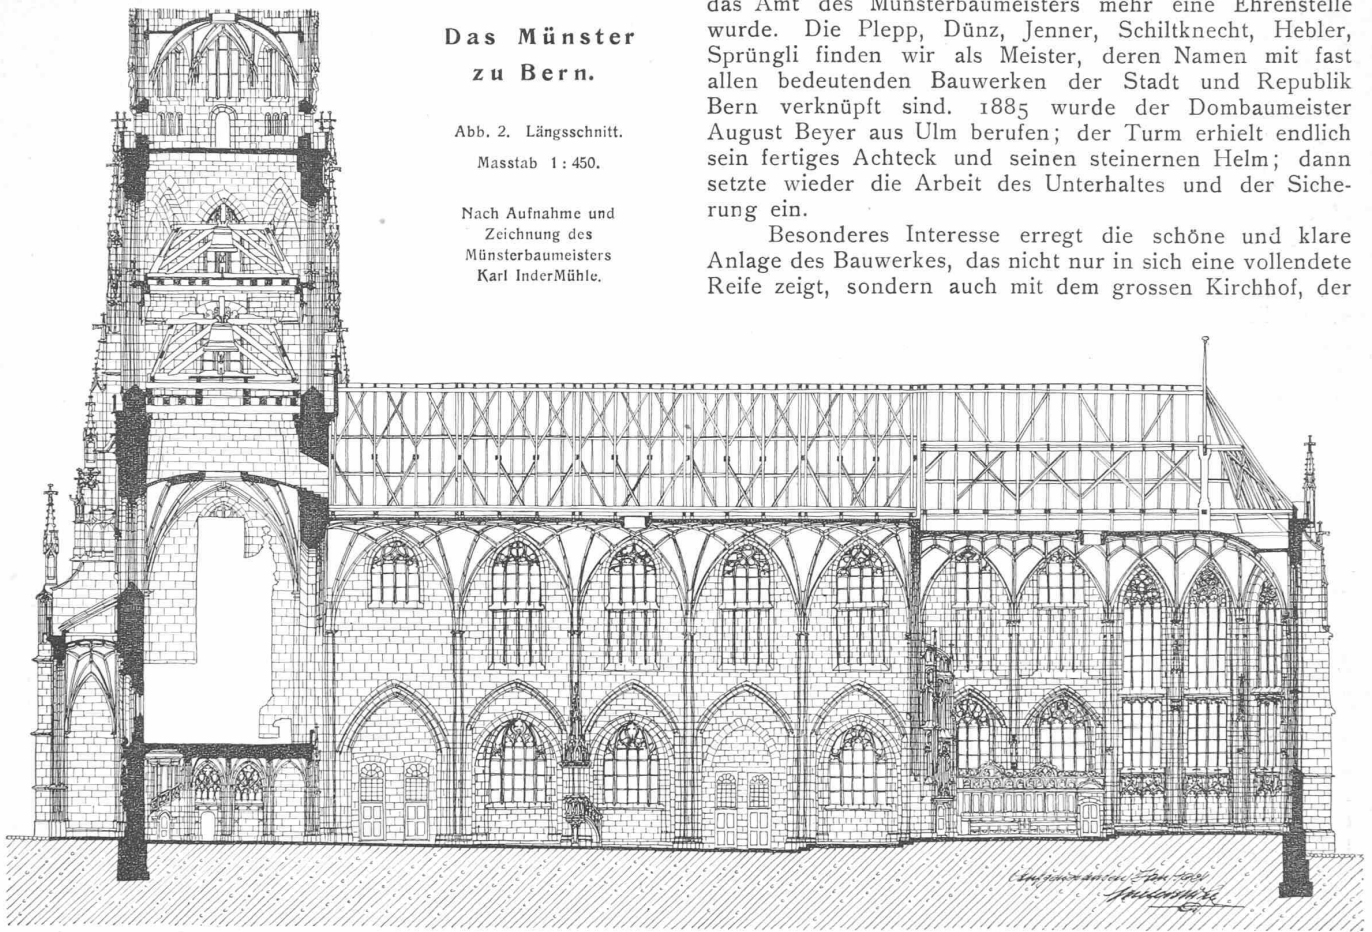 Das Münster
zu Bern.
Abb. 2. Längsschnitt.
Masstab 1 : 450.
Nach Aufnahme und
Zeichnung des
Münsterbaumeisters
Karl InderMühle.
das Amt des Münsterbaumeisters mehr eine Ehrenstelle
wurde. Die Plepp, Dünz, Jenner, Schiltknecht, Hebler,
Sprüngli finden wir als Meister, deren Namen mit fast
allen bedeutenden Bauwerken der Stadt und Republik
Bern verknüpft sind. 1885 wurde der Dombaumeister
August Beyer aus Ulm berufen; der Turm erhielt endlich
sein fertiges Achteck und seinen steinernen Helm; dann
setzte wieder die Arbeit des Unterhaltes und der Siche-
rung ein.
Besonderes Interesse erregt die schöne und klare
Anlage des Bauwerkes, das nicht nur in sich eine vollendete
Reife zeigt, sondern auch mit dem grossen Kirchhof, der